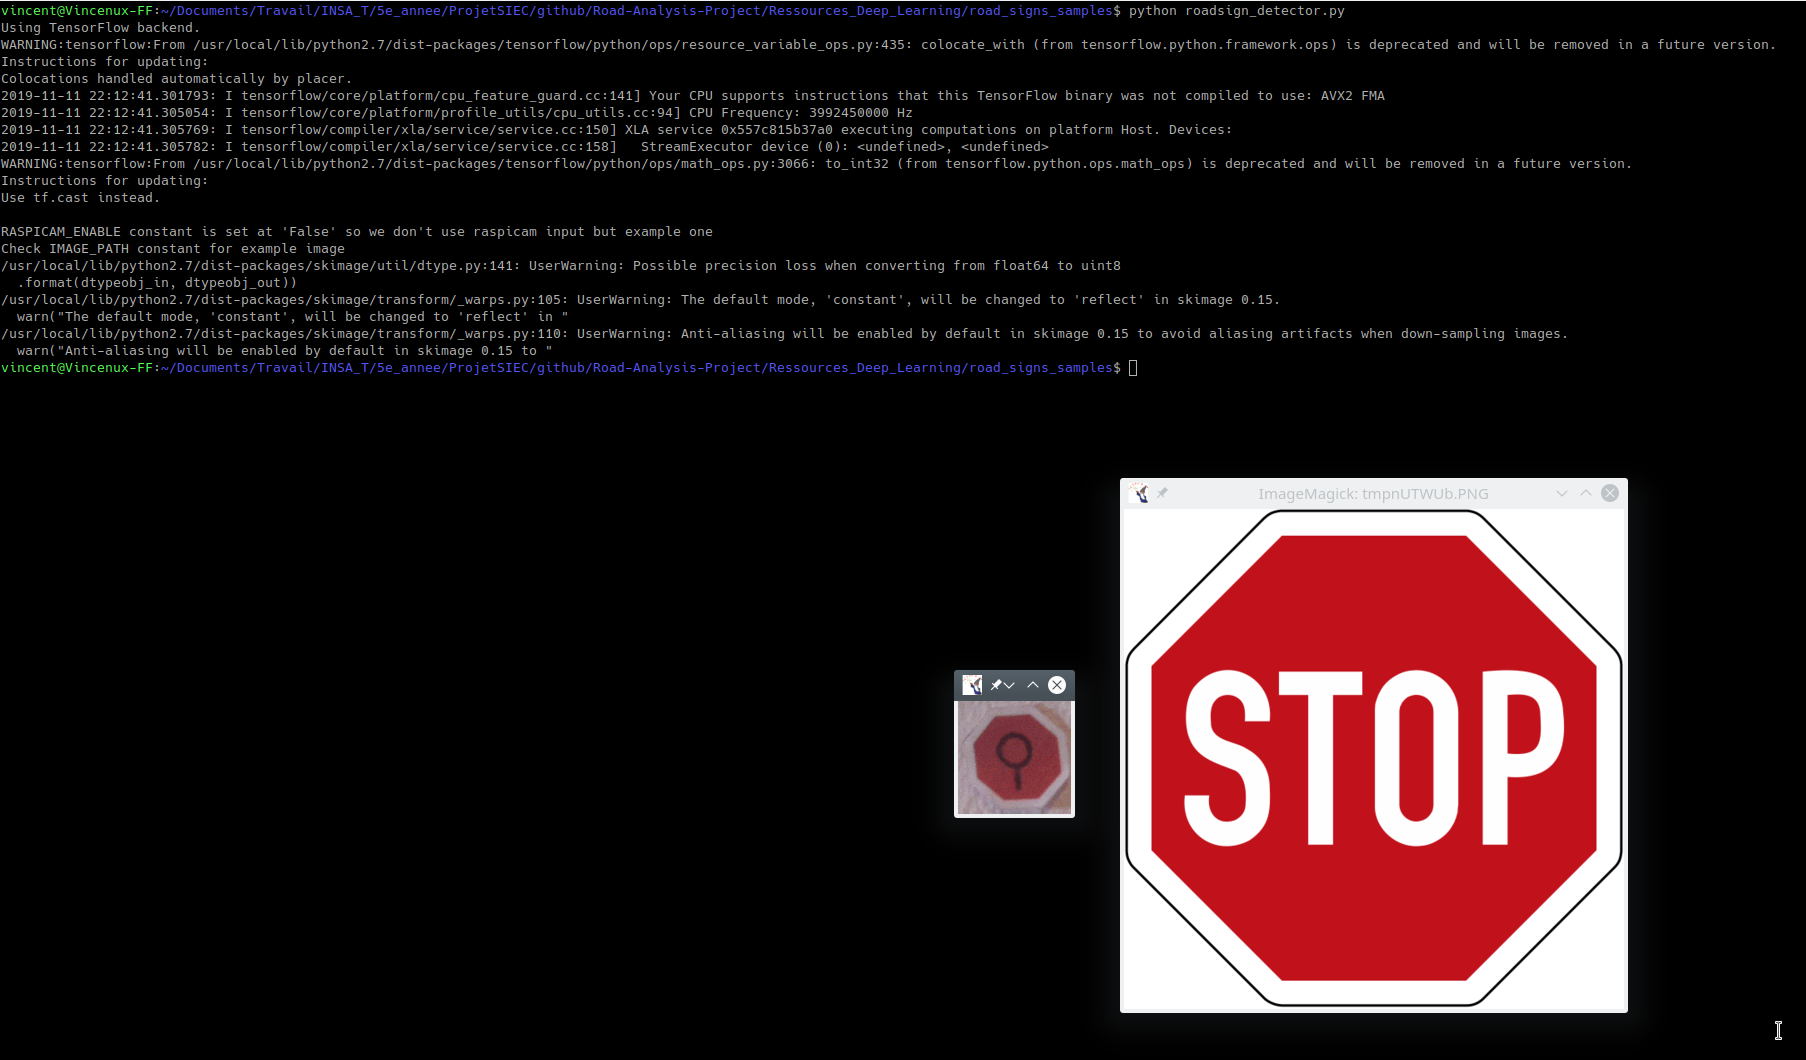 vincent@Vincenux-FF:~/Documents/Travail/INSA_T/5e_annee/ProjetSIEC/github/Road-Analysis-Project/Ressources_Deep_Learning/road_signs_samples$ python roadsign_detector.py
Using TensorFlow backend.
WARNING:tensorflow:From /usr/local/lib/python2.7/dist-packages/tensorflow/python/ops/resource_variable_ops.py:435: colocate_with (from tensorflow.python.framework.ops) is deprecated and will be removed in a future version.
Instructions for updating:
Colocations handled automatically by placer.
2019-11-11 22:12:41.301793: I tensorflow/core/platform/cpu_feature_guard.cc:141] Your CPU supports instructions that this TensorFlow binary was not compiled to use: AVX2 FMA
2019-11-11 22:12:41.305054: I tensorflow/core/platform/profile_utils/cpu_utils.cc:94] CPU Frequency: 3992450000 Hz
2019-11-11 22:12:41.305769: I tensorflow/compiler/xla/service/service.cc:150] XLA service 0x557c815b37a0 executing computations on platform Host. Devices:
2019-11-11 22:12:41.305782: I tensorflow/compiler/xla/service/service.cc:158]   StreamExecutor device (0): <undefined>, <undefined>
WARNING:tensorflow:From /usr/local/lib/python2.7/dist-packages/tensorflow/python/ops/math_ops.py:3066: to_int32 (from tensorflow.python.ops.math_ops) is deprecated and will be removed in a future version.
Instructions for updating:
Use tf.cast instead.
RASPICAM_ENABLE constant is set at 'False' so we don't use raspicam input but example one
Check IMAGE_PATH constant for example image
/usr/local/lib/python2.7/dist-packages/skimage/util/dtype.py:141: UserWarning: Possible precision loss when converting from float64 to uint8
  .format(dtypeobj_in, dtypeobj_out))
/usr/local/lib/python2.7/dist-packages/skimage/transform/_warps.py:105: UserWarning: The default mode, 'constant', will be changed to 'reflect' in skimage 0.15.
  warn("The default mode, 'constant', will be changed to 'reflect' in "
/usr/local/lib/python2.7/dist-packages/skimage/transform/_warps.py:110: UserWarning: Anti-aliasing will be enabled by default in skimage 0.15 to avoid aliasing artifacts when down-sampling images.
  warn("Anti-aliasing will be enabled by default in skimage 0.15 to "
vincent@Vincenux-FF:~/Documents/Travail/INSA_T/5e_annee/ProjetSIEC/github/Road-Analysis-Project/Ressources_Deep_Learning/road_signs_samples$
ImageMagick: tmpnUTWUb.PNG
STOP